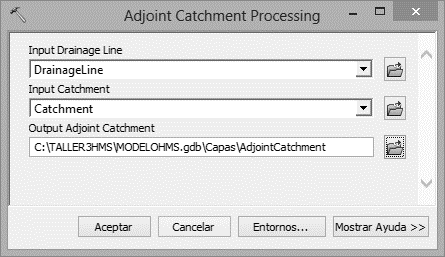 Adjoint Catchment Processing
Input Drainage Line
DrainageLine
Input Catchment
Catchment
Output Adjoint Catchment
C:\TALLER3HMS\MODELOHMS.gdb\Capas\AdjointCatchment
Aceptar
Cancelar
Entornos...
Mostrar Ayuda >>